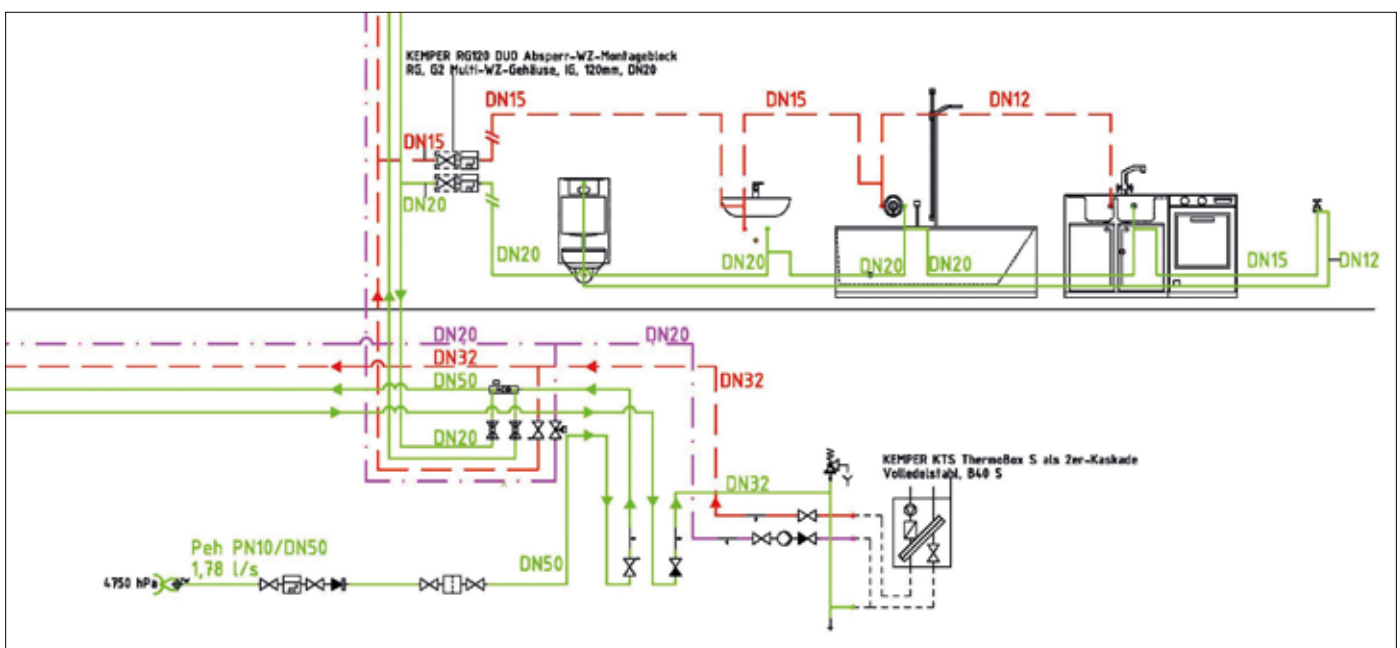 KEMPER RG120 DUO Absperr-WZ-Montageblock
RG, G2 Multi-WZ-Gehäuse, IG, 120mm, DN20
DN15
DN15
DN12
DN15
DN20
DN20
DN20
DN20
DN20
DN15
DN12
DN20
DN20
DN32
DN32
DN50
DN20
KEMPER KTS ThermoBox S als 2er-Kaskade
Volledelstahl, B40 S
DN32
Peh PN10/DN50
1,78 l/s
DN50
4750 hPa